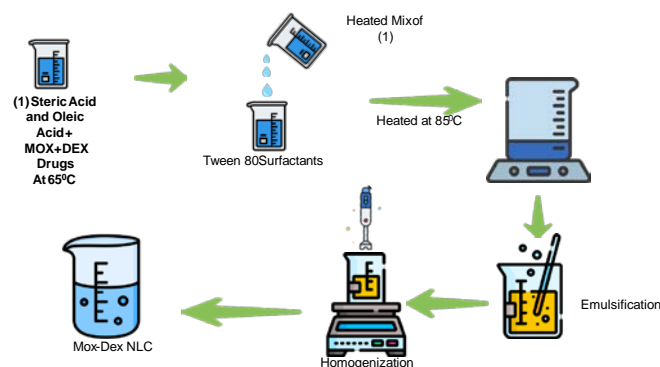 (1) Steric Acid
and Oleic
Acid+
MOX+DEX
Drugs
At 65⁰C
Heated Mixof
(1)
Tween 80Surfactants
Heated at 85⁰C
Emulsification
Homogenization
Mox-Dex NLC